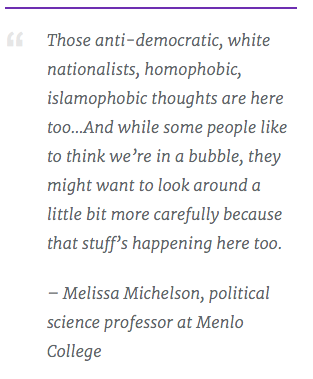 “
Those anti-democratic, white
nationalists, homophobic,
islamophobic thoughts are here
too...And while some people like
to think we’re in a bubble, they
might want to look around a
little bit more carefully because
that stuff’s happening here too.
– Melissa Michelson, political
science professor at Menlo
College